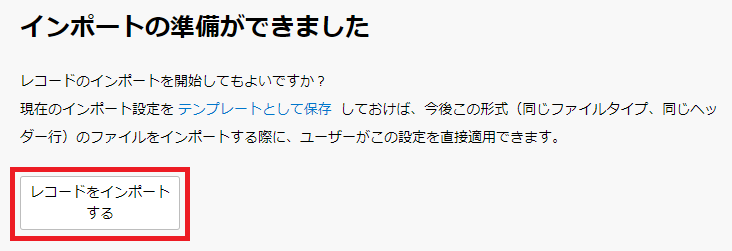 インポートの準備ができました
レコードのインポートを開始してもよいですか？
現在のインポート設定を テンプレートとして保存 しておけば、今後この形式（同じファイルタイプ、同じヘッ
ダー行）のファイルをインポートする際に、ユーザーがこの設定を直接適用できます。
レコードをインポート
する